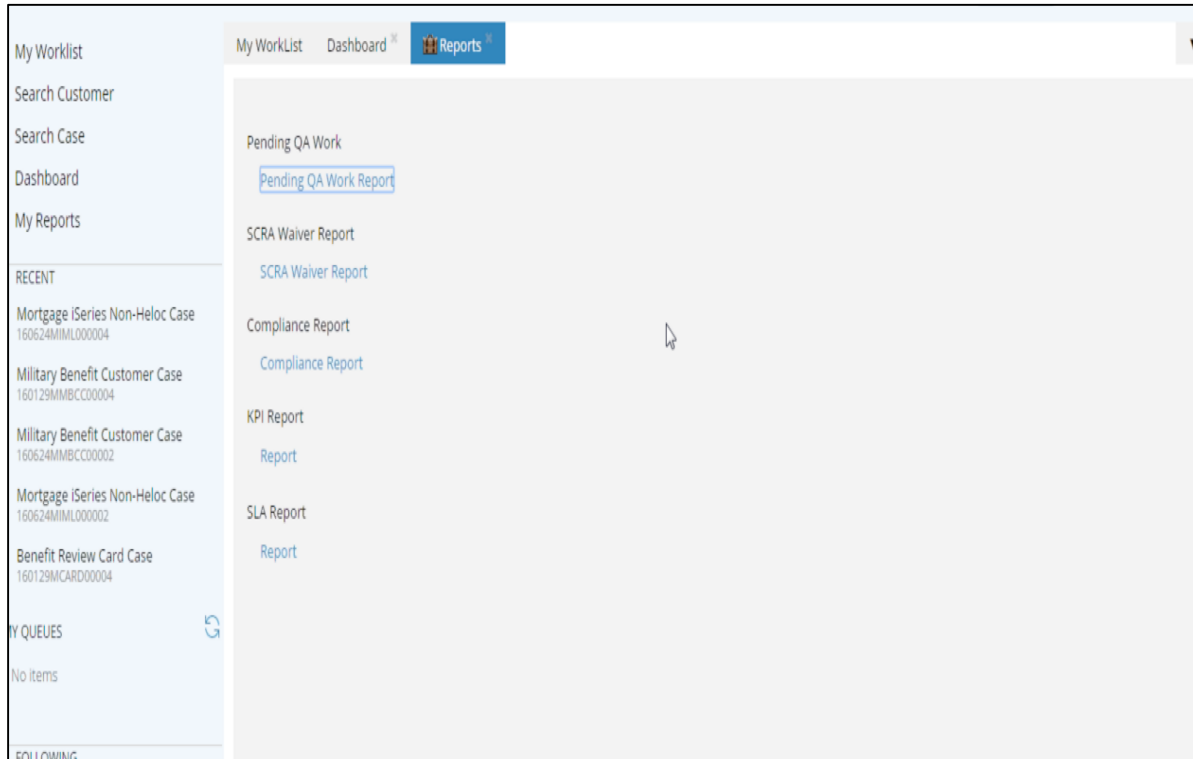 My Worklist
Search Customer
Search Case
Dashboard
My Reports
RECENT
Mortgage iSeries Non-Heloc Case
160624MIML000004
Military Benefit Customer Case
160129MMBCC00004
Military Benefit Customer Case
160624MMBCC00002
Mortgage iSeries Non-Heloc Case
160624MIML000002
Benefit Review Card Case
160129MCARD00004
MY QUEUES
No items
FOLLOWING
My WorkList Dashboard Reports
Pending QA Work
Pending QA Work Report
SCRA Waiver Report
SCRA Waiver Report
Compliance Report
Compliance Report
KPI Report
Report
SLA Report
Report